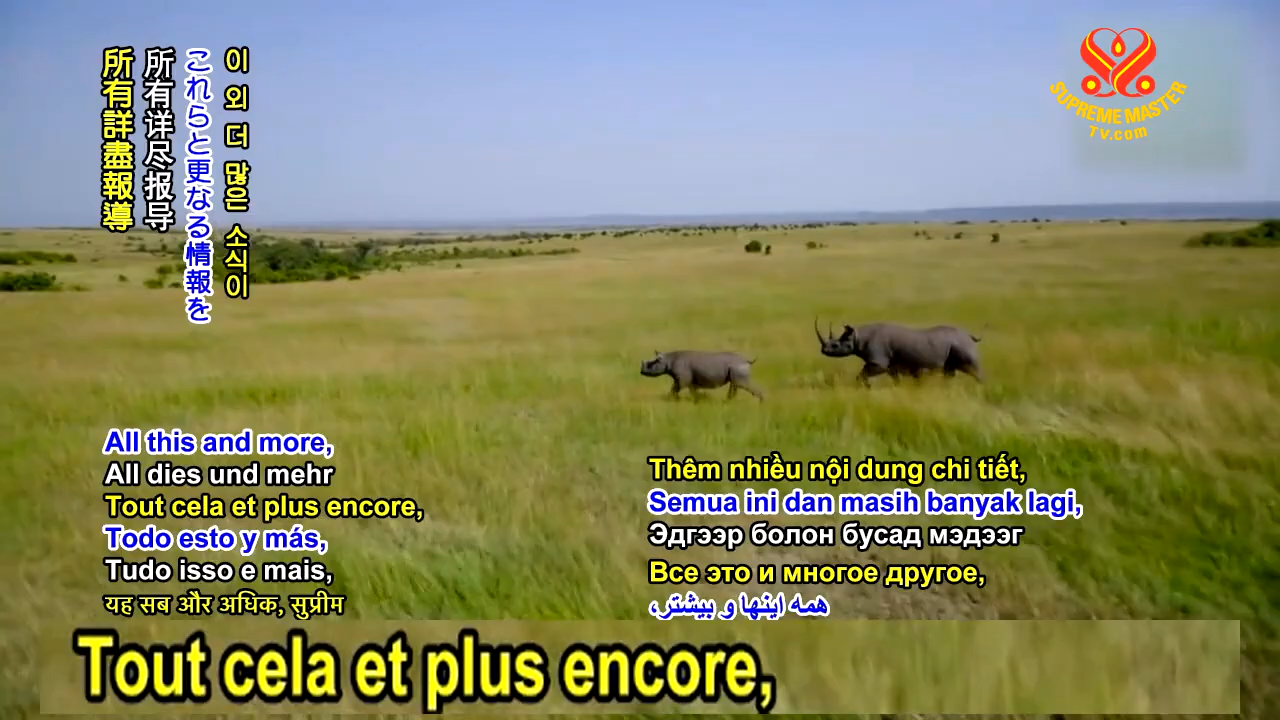 所有詳盡報導
所有详尽报导
これらと更なる情報を
이 외 더 많은 소식이
SUPREME MASTER
TV.com
All this and more,
All dies und mehr
Tout cela et plus encore,
Todo esto y más,
Tudo isso e mais,
यह सब और अधिक, सुप्रीम
Thêm nhiều nội dung chi tiết,
Semua ini dan masih banyak lagi,
Эдгээр болон бусад мэдээг
Все это и многое другое,
همه اینها و بیشتر،
Tout cela et plus encore,